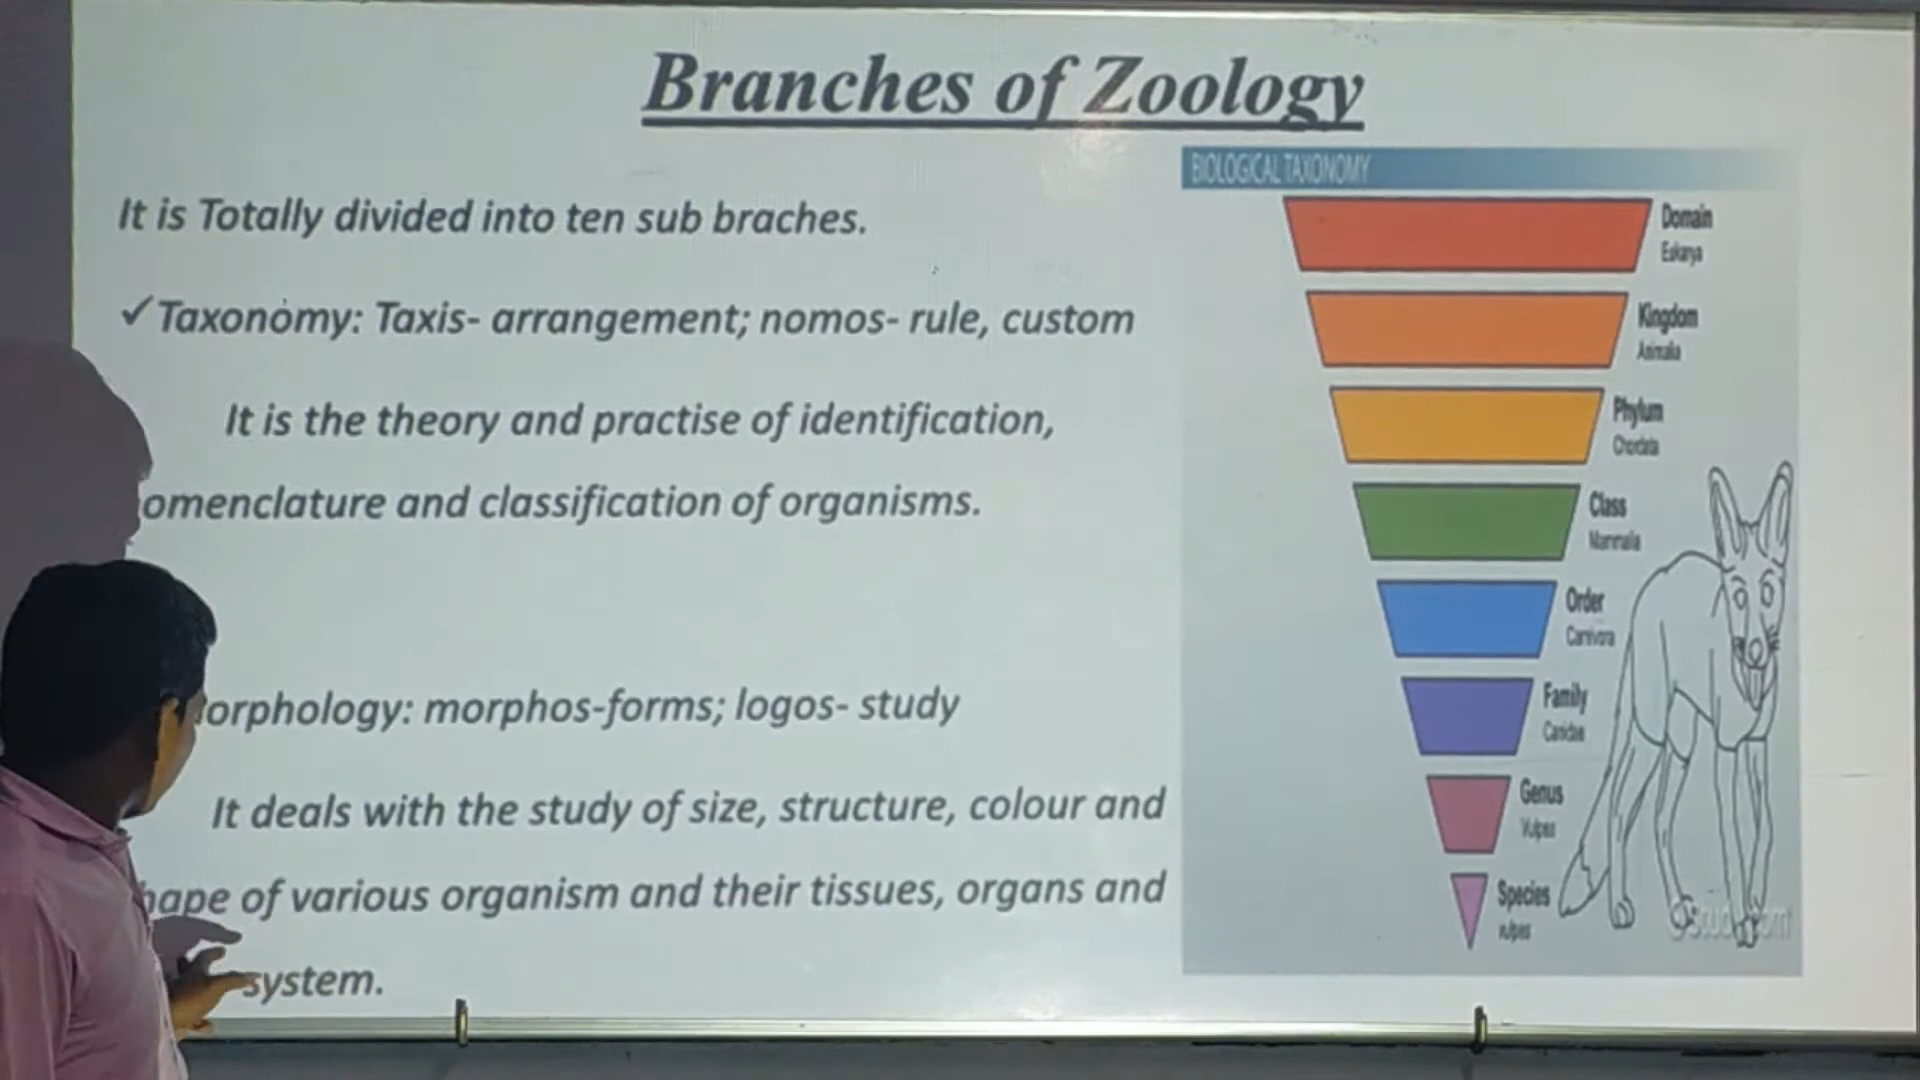 Branches of Zoology
It is Totally divided into ten sub braches.
✓Taxonomy: Taxis- arrangement; nomos- rule, custom
It is the theory and practise of identification,
omenclature and classification of organisms.
orphology: morphos-forms; logos- study
It deals with the study of size, structure, colour and
hape of various organism and their tissues, organs and
system.
BIOLOGICAL TAXONOMY
Domain
Kingdom
Animalia
Phylum
Chordata
Class
Mammalia
Order
Carnivora
Family
Canidae
Genus
Vulpes
Species
vulpes